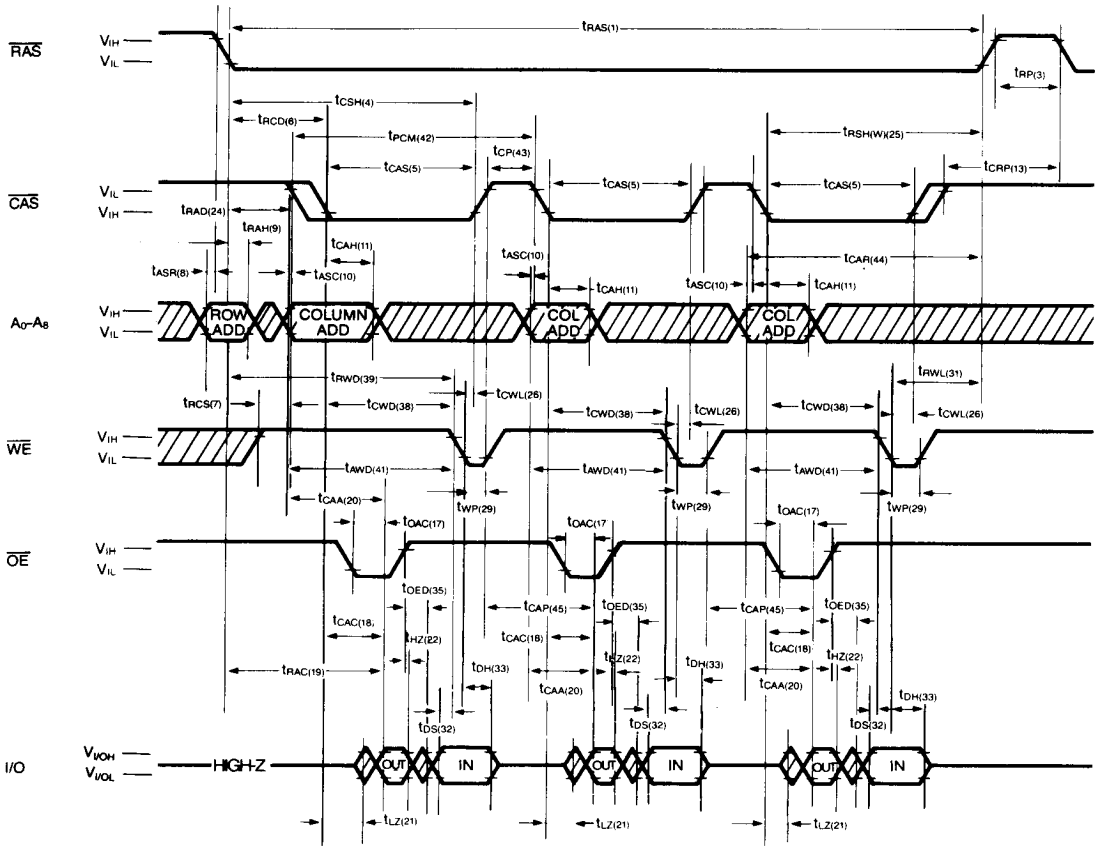 tRAS(1)
RAS VIH
VIL
tRP(3)
tCSH(4)
tRCD(6)
tPCM(42) tRSH(W)(25)
tCP(43)
tCAS(5) tCAS(5) tCAS(5) tCRP(13)
CAS VIL
VIH
tRAD(24)
tRAH(9)
tCAH(11) tCAR(44)
tASR(8) tASC(10) tASC(10) tCAH(11) tASC(10) tCAH(11)
A0-A8 VIH
VIL
ROW ADD COLUMN ADD COL ADD COL ADD
tRWD(39) tRWL(31)
tRCS(7) tCWL(26)
tCWD(38) tCWD(38) tCWL(26) tCWD(38) tCWL(26)
WE VIH
VIL
tAWD(41) tAWD(41) tAWD(41)
tCAA(20)
tWP(29) tWP(29) tWP(29)
tOAC(17) tOAC(17 tOAC(17)
OE VIH
VIL
tOED(35) tCAP(45) tOED(35) tCAP(45) tOED(35)
tCAC(18) tCAC(18) tCAC(18)
tHZ(22) tHZ(22)
tRAC(19) tDH(33) tCAA(20) tLZ(22) tDH(33) tCAA(20) tDH(33)
tDS(32) tDS(32) tDS(32)
I/O VI/OH
VI/OL
HIGH-Z OUT IN OUT IN OUT IN
tLZ(21) tLZ(21) tLZ(21)